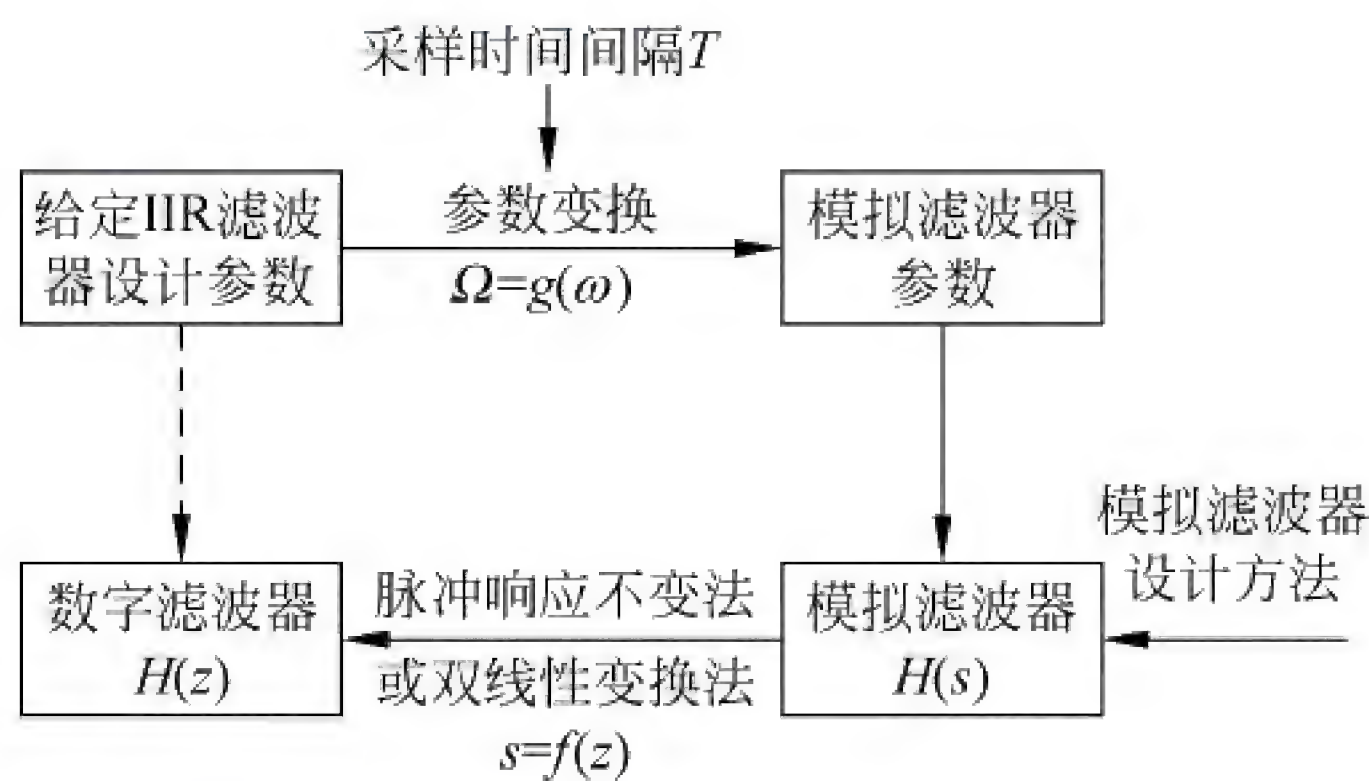 采样时间间隔T
给定IIR滤波
器设计参数
参数变换
Ω=g(ω)
模拟滤波器
参数
模拟滤波器
设计方法
数字滤波器
H(z)
脉冲响应不变法
或双线性变换法
s=f(z)
模拟滤波器
H(s)